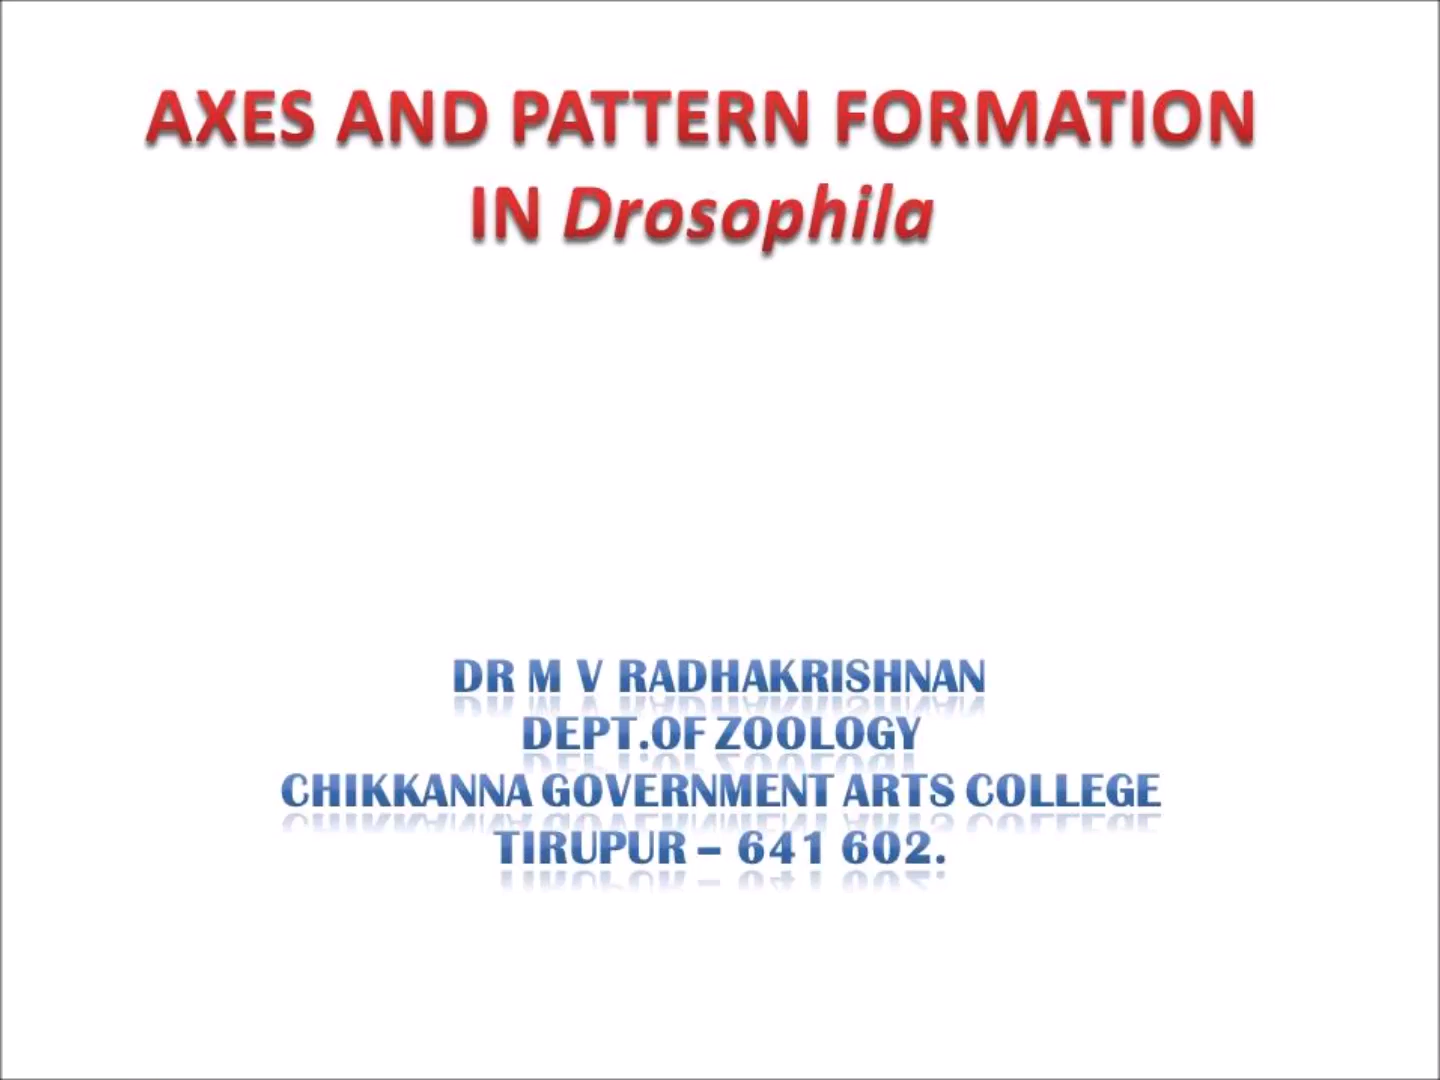 AXES AND PATTERN FORMATION
IN Drosophila
DR M V RADHAKRISHNAN
DEPT.OF ZOOLOGY
CHIKKANNA GOVERNMENT ARTS COLLEGE
TIRUPUR – 641 602.